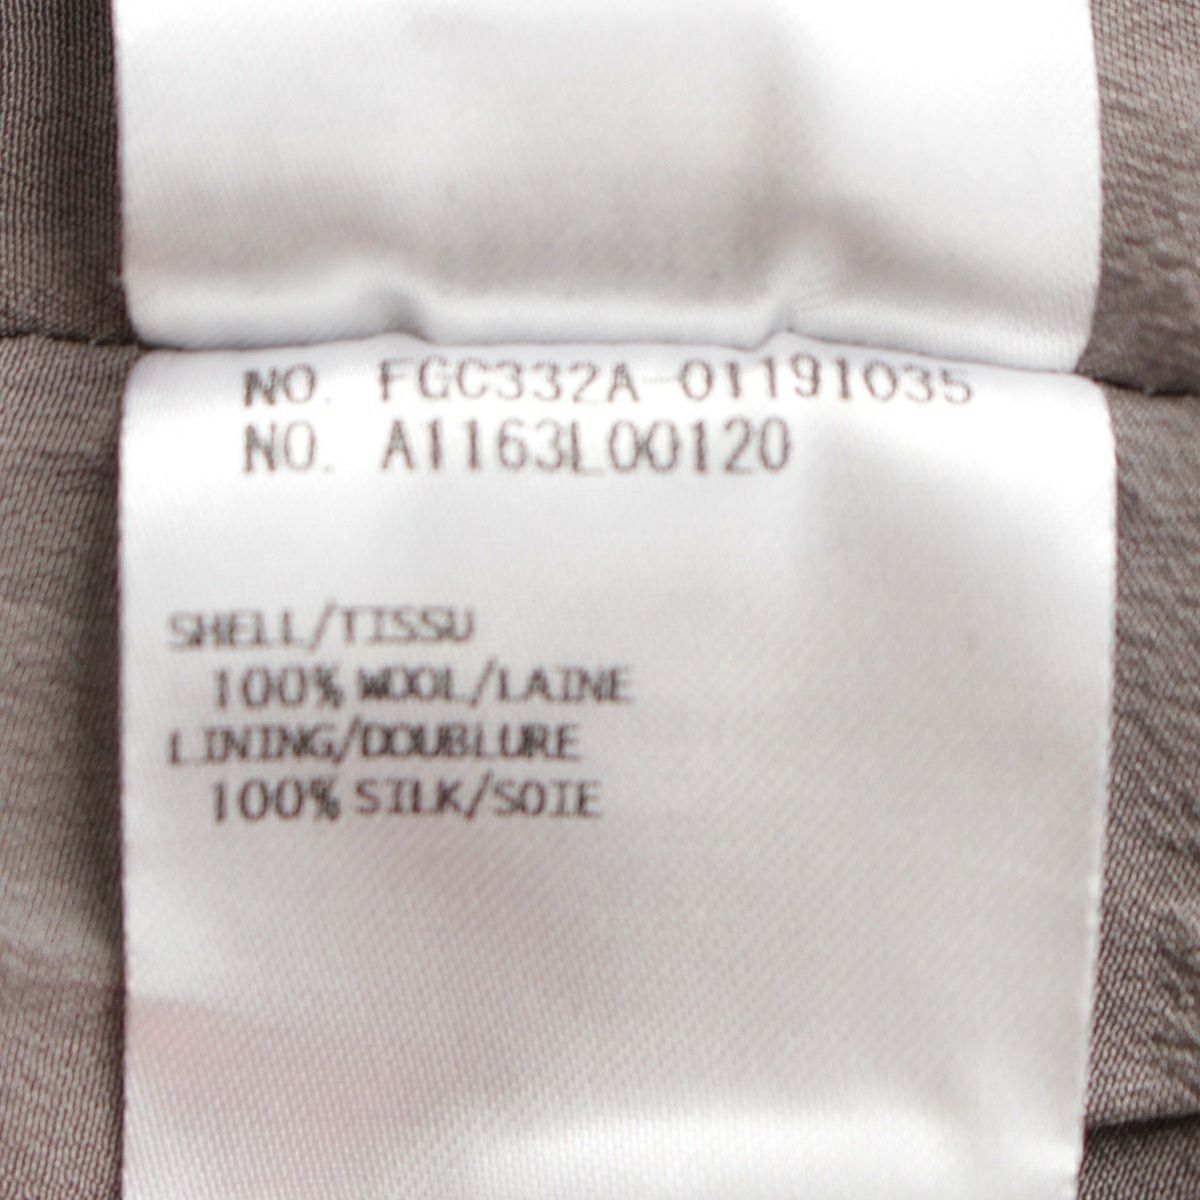 NO. FGC332A-01191035
NO. A1163L00120
SHELL/TISSU
100% WOOL/LAINE
LINING/DOUBLURE
100% SILK/SOIE